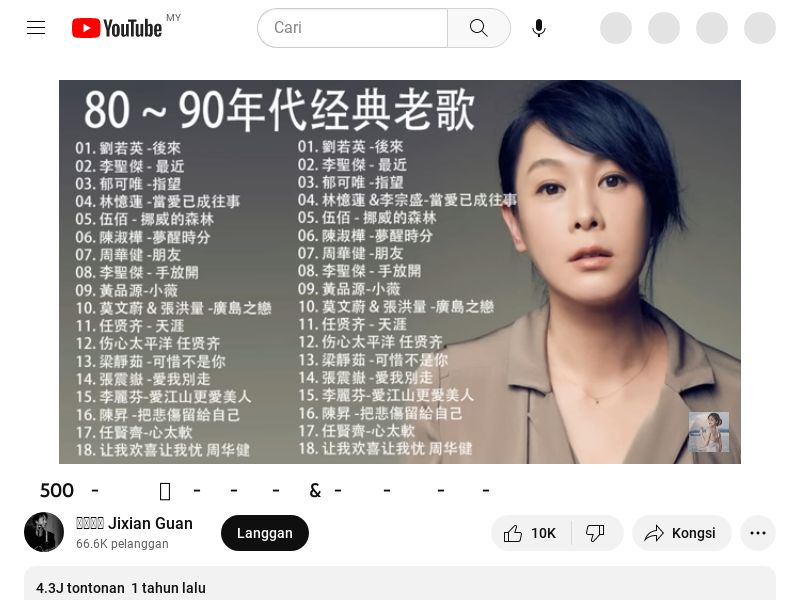 YouTube MY
Cari
80 ~ 90年代经典老歌
01. 劉若英 -後來
02. 李聖傑 - 最近
03. 郁可唯 -指望
04. 林憶蓮 -當愛已成往事
05. 伍佰 - 挪威的森林
06. 陳淑樺 -夢醒時分
07. 周華健 -朋友
08. 李聖傑 - 手放開
09. 黃品源-小薇
10. 莫文蔚 & 張洪量 -廣島之戀
11. 任贤齐 - 天涯
12. 伤心太平洋 任贤齐
13. 梁靜茹 -可惜不是你
14. 張震嶽 -愛我別走
15. 李麗芬-愛江山更愛美人
16. 陳昇 -把悲傷留給自己
17. 任賢齊-心太軟
18. 让我欢喜让我忧 周华健
01. 劉若英 -後來
02. 李聖傑 - 最近
03. 郁可唯 -指望
04. 林憶蓮 &李宗盛-當愛已成往事
05. 伍佰 - 挪威的森林
06. 陳淑樺 -夢醒時分
07. 周華健 -朋友
08. 李聖傑 - 手放開
09. 黃品源-小薇
10. 莫文蔚 & 張洪量 -廣島之戀
11. 任贤齐 - 天涯
12. 伤心太平洋 任贤齐
13. 梁靜茹 -可惜不是你
14. 張震嶽 -愛我別走
15. 李麗芬-愛江山更愛美人
16. 陳昇 -把悲傷留給自己
17. 任賢齊-心太軟
18. 让我欢喜让我忧 周华健
500 - - - - & - - - -
Jixian Guan
66.6K pelanggan
Langgan
10K
Kongsi
4.3J tontonan 1 tahun lalu